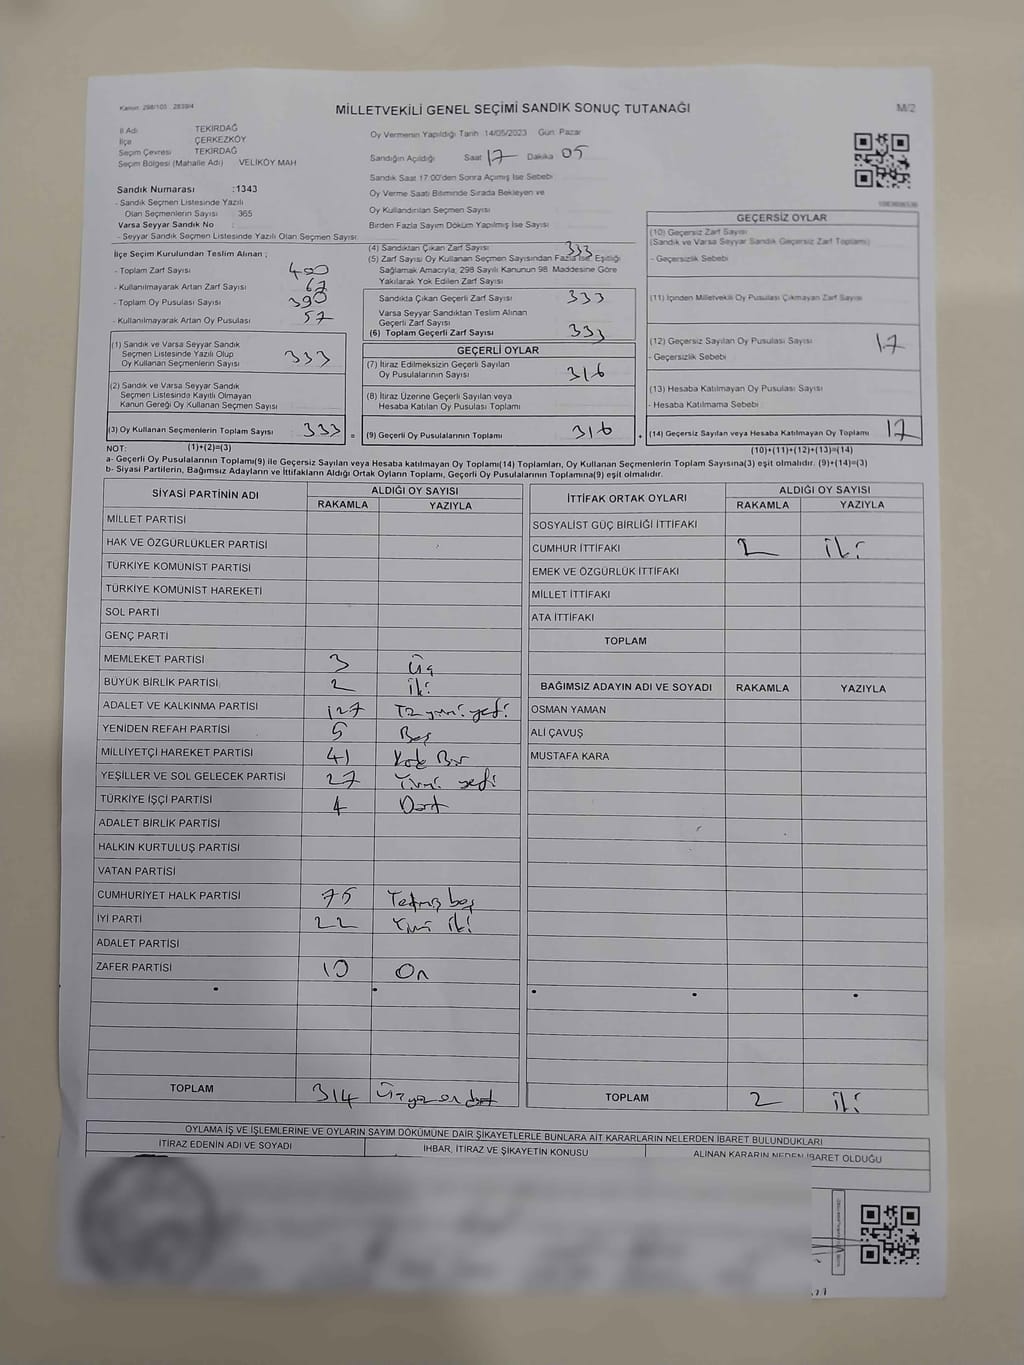 Kanun: 298/105 , 2839/4
MİLLETVEKİLİ GENEL SEÇİMİ SANDIK SONUÇ TUTANAĞI
M/2
İl Adı TEKİRDAĞ
İlçe ÇERKEZKÖY
Seçim Çevresi TEKİRDAĞ
Seçim Bölgesi (Mahalle Adı) : VELİKÖY MAH
Oy Vermenin Yapıldığı Tarih 14/05/2023 Gün: Pazar
Sandığın Açıldığı Saat 17 Dakika 05
Sandık Saat 17:00'den Sonra Açılmış İse Sebebi
Oy Verme Saati Bitiminde Sırada Bekleyen ve
Oy Kullandırılan Seçmen Sayısı
Birden Fazla Sayım Döküm Yapılmış İse Sayısı
Sandık Numarası :1343
- Sandık Seçmen Listesinde Yazılı
Olan Seçmenlerin Sayısı : 365
Varsa Seyyar Sandık No :
- Seyyar Sandık Seçmen Listesinde Yazılı Olan Seçmen Sayısı:
İlçe Seçim Kurulundan Teslim Alınan ;
- Toplam Zarf Sayısı 400
- Kullanılmayarak Artan Zarf Sayısı 67
- Toplam Oy Pusulası Sayısı 390
- Kullanılmayarak Artan Oy Pusulası 57
(1) Sandık ve Varsa Seyyar Sandık
Seçmen Listesinde Yazılı Olup
Oy Kullanan Seçmenlerin Sayısı 333
(2) Sandık ve Varsa Seyyar Sandık
Seçmen Listesinde Kayıtlı Olmayan
Kanun Gereği Oy Kullanan Seçmen Sayısı
(3) Oy Kullanan Seçmenlerin Toplam Sayısı 333 =
(4) Sandıktan Çıkan Zarf Sayısı 333
(5) Zarf Sayısı Oy Kullanan Seçmen Sayısından Fazla İse, Eşitliği
Sağlamak Amacıyla; 298 Sayılı Kanunun 98. Maddesine Göre
Yakılarak Yok Edilen Zarf Sayısı
Sandıkta Çıkan Geçerli Zarf Sayısı 333
Varsa Seyyar Sandıktan Teslim Alınan
Geçerli Zarf Sayısı
(6) Toplam Geçerli Zarf Sayısı 333
GEÇERLİ OYLAR
(7) İtiraz Edilmeksizin Geçerli Sayılan
Oy Pusulalarının Sayısı 316
(8) İtiraz Üzerine Geçerli Sayılan veya
Hesaba Katılan Oy Pusulası Toplamı
(9) Geçerli Oy Pusulalarının Toplamı 316
GEÇERSİZ OYLAR
(10) Geçersiz Zarf Sayısı
(Sandık ve Varsa Seyyar Sandık Geçersiz Zarf Toplamı)
- Geçersizlik Sebebi
(11) İçinden Milletvekili Oy Pusulası Çıkmayan Zarf Sayısı
(12) Geçersiz Sayılan Oy Pusulası Sayısı 17
- Geçersizlik Sebebi
(13) Hesaba Katılmayan Oy Pusulası Sayısı
- Hesaba Katılmama Sebebi
(14) Geçersiz Sayılan veya Hesaba Katılmayan Oy Toplamı 17
NOT: (1)+(2)=(3)
(10)+(11)+(12)+(13)=(14)
a- Geçerli Oy Pusulalarının Toplamı(9) ile Geçersiz Sayılan veya Hesaba katılmayan Oy Toplamı(14) Toplamları, Oy Kullanan Seçmenlerin Toplam Sayısına(3) eşit olmalıdır. (9)+(14)=(3)
b- Siyasi Partilerin, Bağımsız Adayların ve İttifakların Aldığı Oyların Toplamı, Geçerli Oy Pusulalarının Toplamına(9) eşit olmalıdır.
SİYASİ PARTİNİN ADI
ALDIĞI OY SAYISI
RAKAMLA YAZIYLA
MİLLET PARTİSİ
HAK VE ÖZGÜRLÜKLER PARTİSİ
TÜRKİYE KOMÜNİST PARTİSİ
TÜRKİYE KOMÜNİST HAREKETİ
SOL PARTİ
GENÇ PARTİ
MEMLEKET PARTİSİ 3 Üç
BÜYÜK BİRLİK PARTİSİ 2 iki
ADALET VE KALKINMA PARTİSİ 127 yirmi yedi
YENİDEN REFAH PARTİSİ 5 Beş
MİLLİYETÇİ HAREKET PARTİSİ 41 Kırk Bir
YEŞİLLER VE SOL GELECEK PARTİSİ 27 Yirmi yedi
TÜRKİYE İŞÇİ PARTİSİ 4 Dört
ADALET BİRLİK PARTİSİ
HALKIN KURTULUŞ PARTİSİ
VATAN PARTİSİ
CUMHURİYET HALK PARTİSİ 75 Yetmiş beş
İYİ PARTİ 22 Yirmi iki
ADALET PARTİSİ
ZAFER PARTİSİ 10 On
TOPLAM 314 Üçyüz on dört
İTTİFAK ORTAK OYLARI
ALDIĞI OY SAYISI
RAKAMLA YAZIYLA
SOSYALİST GÜÇ BİRLİĞİ İTTİFAKI
CUMHUR İTTİFAKI 2 iki
EMEK VE ÖZGÜRLÜK İTTİFAKI
MİLLET İTTİFAKI
ATA İTTİFAKI
TOPLAM
BAĞIMSIZ ADAYIN ADI VE SOYADI RAKAMLA YAZIYLA
OSMAN YAMAN
ALİ ÇAVUŞ
MUSTAFA KARA
TOPLAM 2 iki
OYLAMA İŞ VE İŞLEMLERİNE VE OYLARIN SAYIM DÖKÜMÜNE DAİR ŞİKAYETLERLE BUNLARA AİT KARARLARIN NELERDEN İBARET BULUNDUKLARI
İTİRAZ EDENİN ADI VE SOYADI
İHBAR, İTİRAZ VE ŞİKAYETİN KONUSU
ALINAN KARARIN NEDEN İBARET OLDUĞU